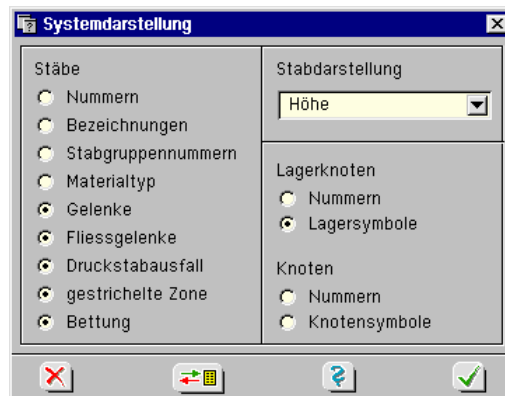 Systemdarstellung
Stäbe
Nummern
Bezeichnungen
Stabgruppennummern
Materialtyp
Gelenke
Fliessgelenke
Druckstabausfall
gestrichelte Zone
Bettung
Stabdarstellung
Höhe
Lagerknoten
Nummern
Lagersymbole
Knoten
Nummern
Knotensymbole